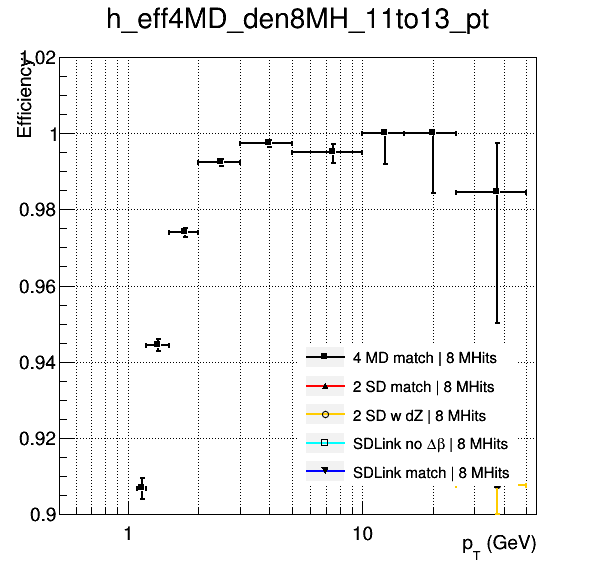 h_eff4MD_den8MH_11to13_pt
Efficiency
1.02
1
0.98
0.96
0.94
0.92
0.9
4 MD match | 8 MHits
2 SD match | 8 MHits
2 SD w dZ | 8 MHits
SDLink no Δβ | 8 MHits
SDLink match | 8 MHits
1
10
p_T (GeV)